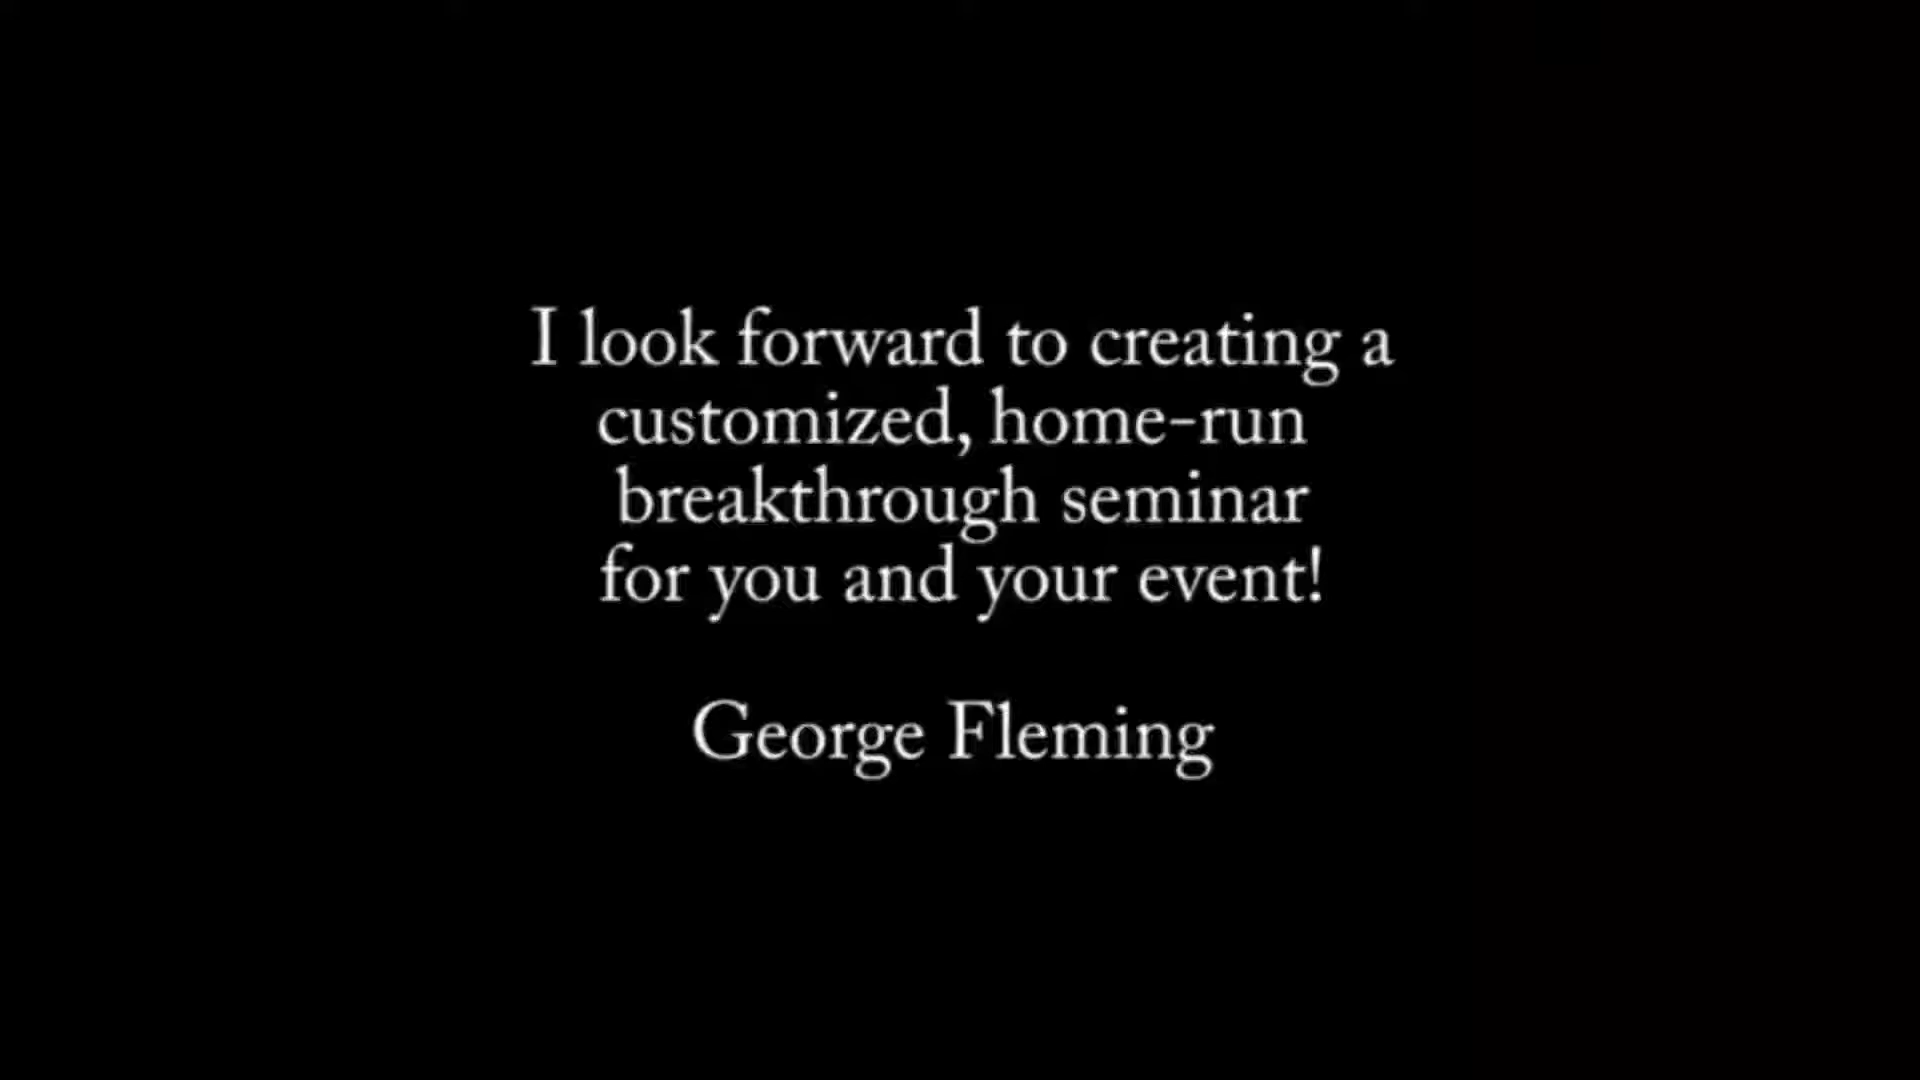 I look forward to creating a
customized, home-run
breakthrough seminar
for you and your event!
George Fleming